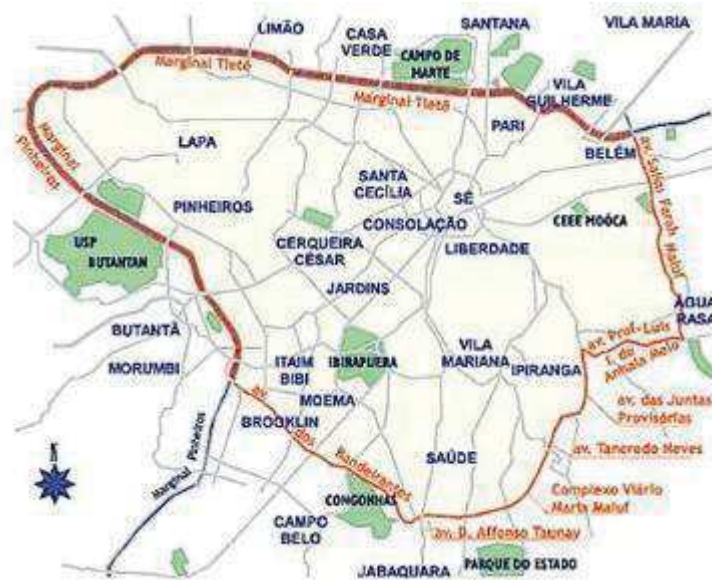 LIMÃO
CASA
VERDE
SANTANA
VILA MARIA
CAMPO DE
MARTE
Marginal Tietê
Marginal Tietê
VILA
GUILHERME
PARI
BELÉM
LAPA
Marginal
Pinheiros
SANTA
CECÍLIA
SÉ
PINHEIROS
CONSOLAÇÃO
CEEE MOÓCA
av. Salim Farah Maluf
USP
BUTANTAN
CERQUEIRA
CÉSAR
LIBERDADE
JARDINS
ÁGUA
RASA
BUTANTÃ
MORUMBI
ITAIM
BIBI
IBIRAPUERA
VILA
MARIANA
IPIRANGA
av. Prof. Luis
I. de
Anhaia Melo
MOEMA
av. das Juntas
Provisórias
BROOKLIN
av. dos Bandeirantes
N
Marginal Pinheiros
SAÚDE
av. Tancredo Neves
CONGONHAS
Complexo Viário
Maria Maluf
CAMPO
BELO
av. D. Affonso Taunay
JABAQUARA
PARQUE DO ESTADO